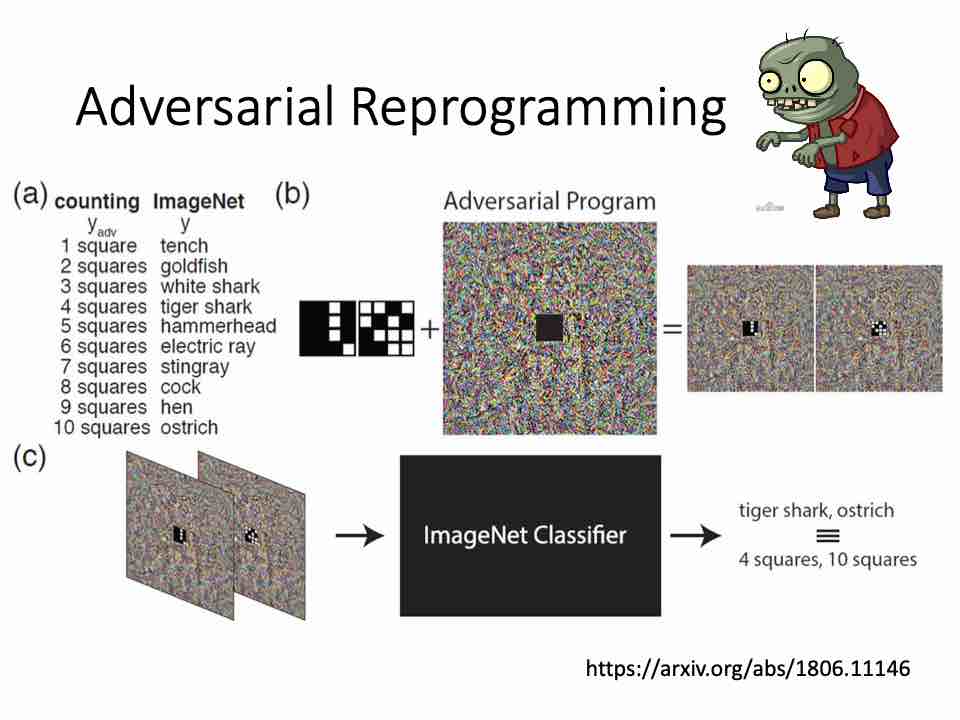 Adversarial Reprogramming
(a) counting ImageNet
y_adv y
1 square tench
2 squares goldfish
3 squares white shark
4 squares tiger shark
5 squares hammerhead
6 squares electric ray
7 squares stingray
8 squares cock
9 squares hen
10 squares ostrich
(b)
Adversarial Program
+ =
(c)
ImageNet Classifier
tiger shark, ostrich
≡
4 squares, 10 squares
https://arxiv.org/abs/1806.11146